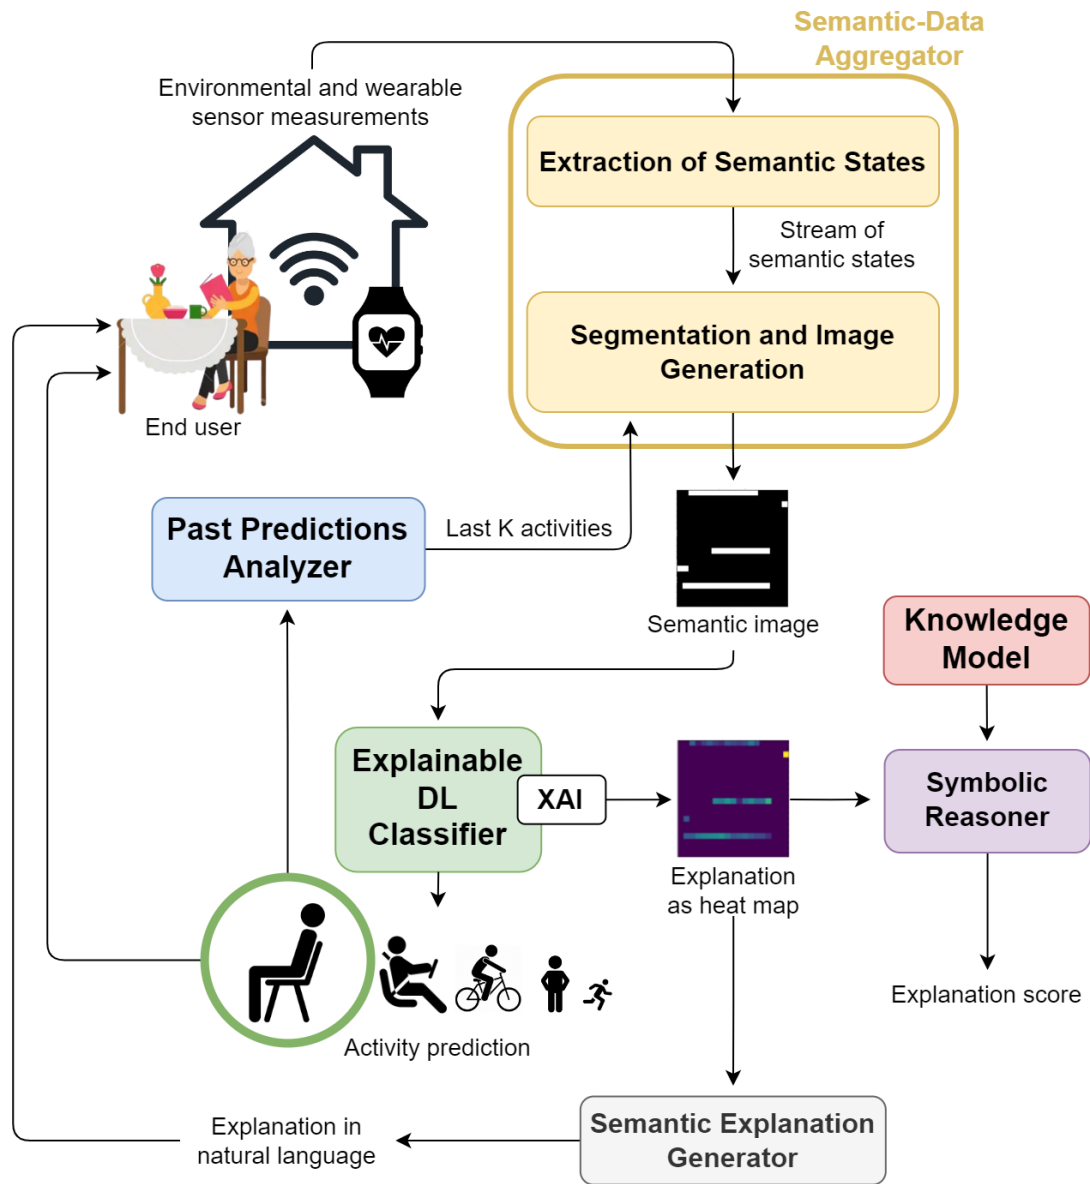 Semantic-Data
Aggregator
Environmental and wearable
sensor measurements
Extraction of Semantic States
Stream of
semantic states
Segmentation and Image
Generation
End user
Past Predictions
Analyzer
Last K activities
Semantic image
Knowledge
Model
Explainable
DL
Classifier
XAI
Symbolic
Reasoner
Explanation
as heat map
Explanation score
Activity prediction
Semantic Explanation
Generator
Explanation in
natural language